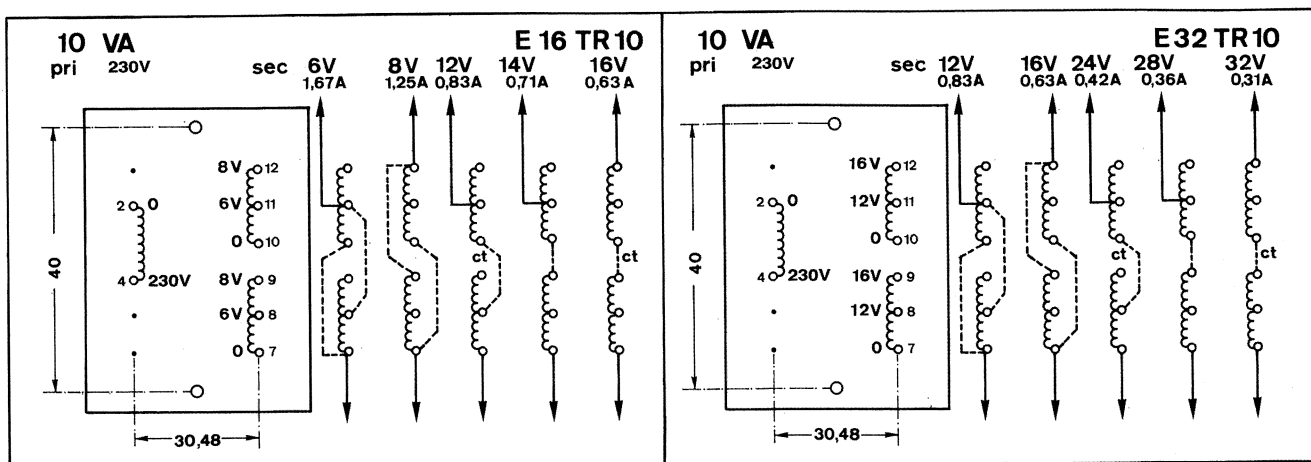 10 VA E 16 TR 10
pri 230V sec 6V 8V 12V 14V 16V
1,67A 1,25A 0,83A 0,71A 0,63A
8V 12
2 0 6V 11
0 10
ct ct
40
4 230V 8V 9
6V 8
0 7
30,48
10 VA E 32 TR 10
pri 230V sec 12V 16V 24V 28V 32V
0,83A 0,63A 0,42A 0,36A 0,31A
16V 12
2 0 12V 11
0 10
ct ct
40
4 230V 16V 9
12V 8
0 7
30,48